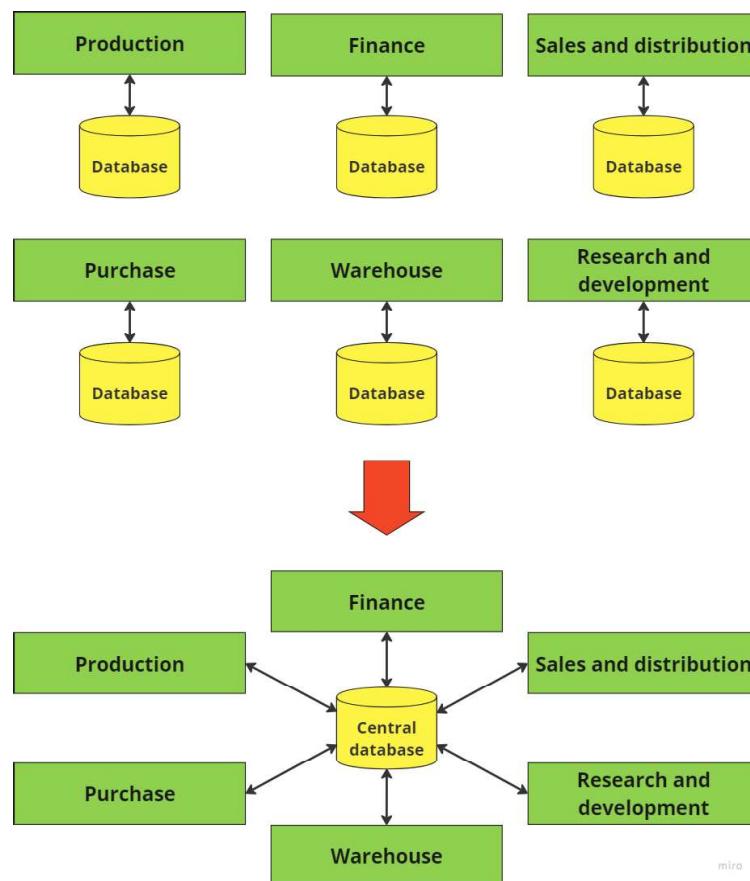 Production
Finance
Sales and distribution
Database
Database
Database
Purchase
Warehouse
Research and
development
Database
Database
Database
Finance
Production
Sales and distribution
Central
database
Purchase
Research and
development
Warehouse
miro